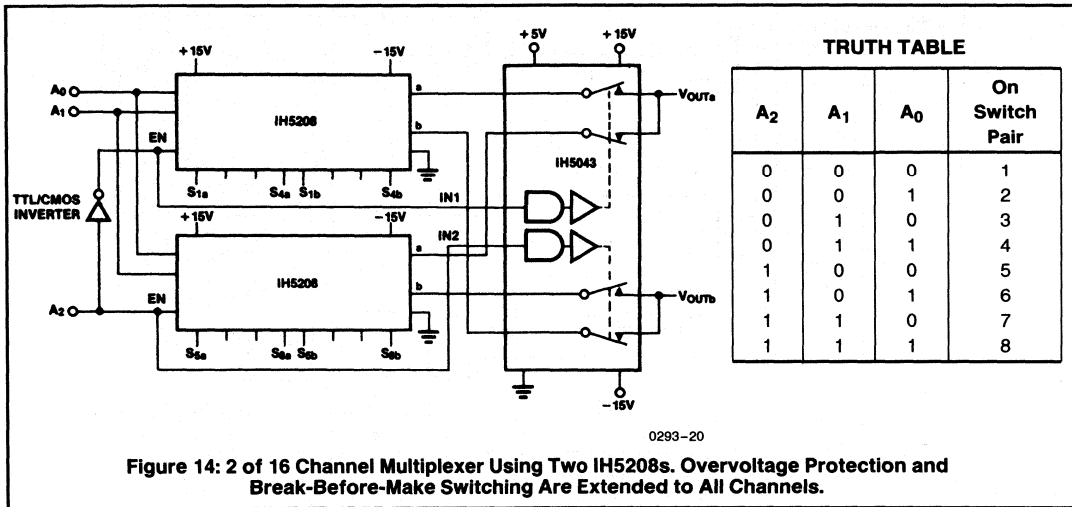 +5V +15V
+15V -15V
TRUTH TABLE
A0
A1
EN
IH5208
a
b
VOUTa
IH5043
TTL/CMOS
INVERTER
S1a S4a S1b S4b
IN1
+15V -15V
IN2
a
IH5208
b
VOUTb
A2
EN
S5a S8a S5b S8b
-15V
A2 A1 A0 On Switch Pair
0 0 0 1
0 0 1 2
0 1 0 3
0 1 1 4
1 0 0 5
1 0 1 6
1 1 0 7
1 1 1 8
0293-20
Figure 14: 2 of 16 Channel Multiplexer Using Two IH5208s. Overvoltage Protection and
Break-Before-Make Switching Are Extended to All Channels.